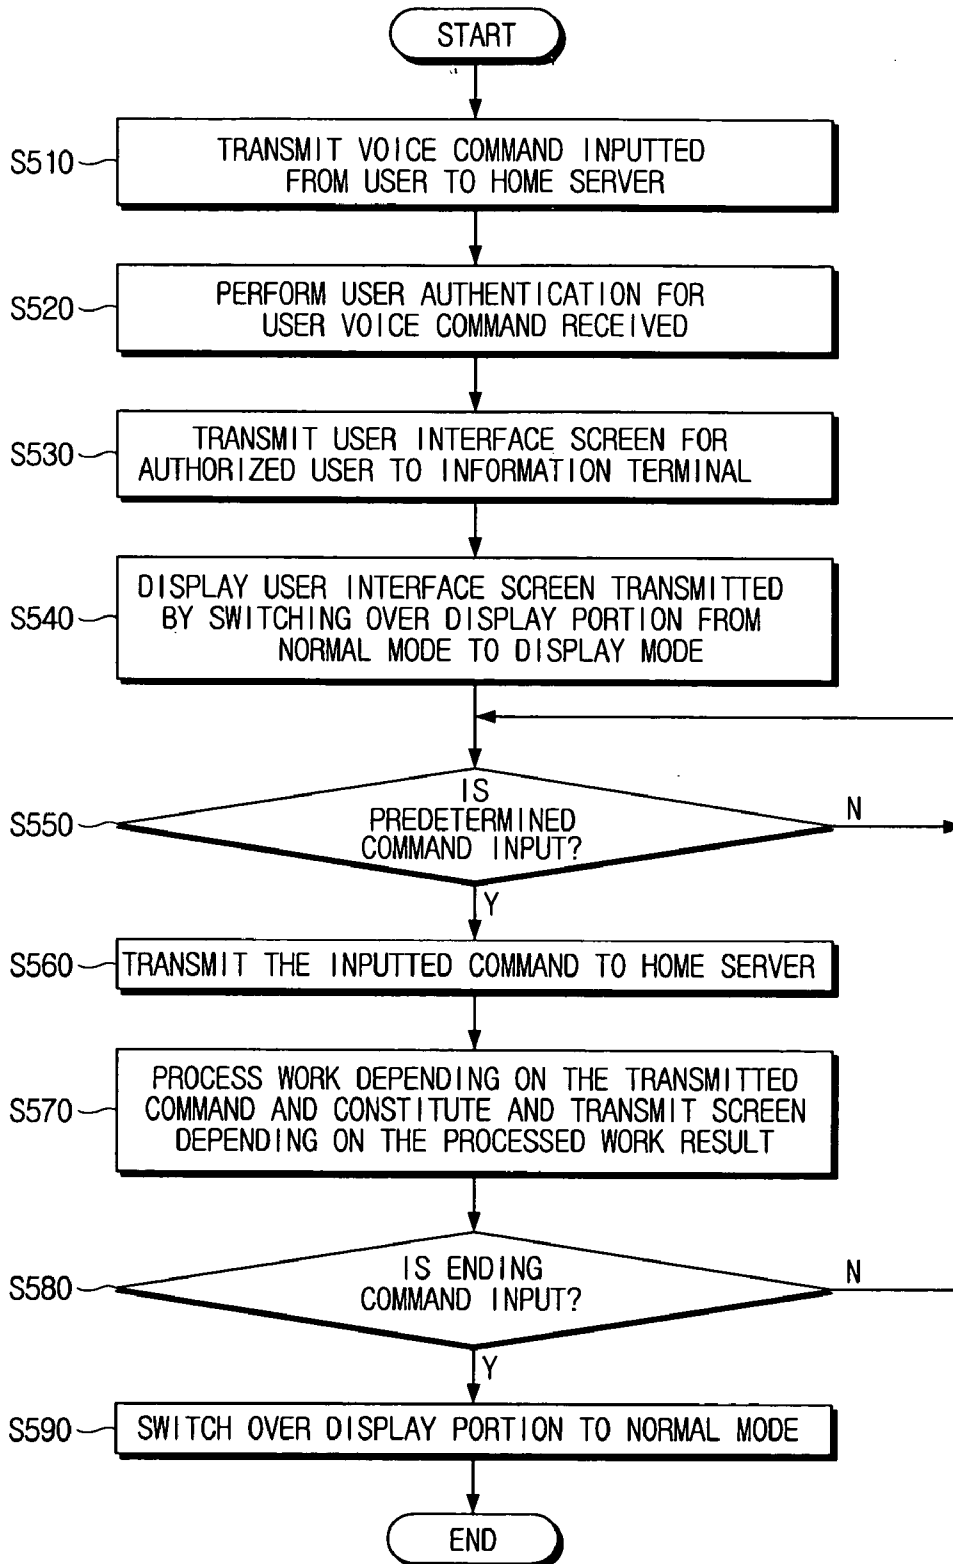 START
S510
TRANSMIT VOICE COMMAND INPUTTED
FROM USER TO HOME SERVER
S520
PERFORM USER AUTHENTICATION FOR
USER VOICE COMMAND RECEIVED
S530
TRANSMIT USER INTERFACE SCREEN FOR
AUTHORIZED USER TO INFORMATION TERMINAL
S540
DISPLAY USER INTERFACE SCREEN TRANSMITTED
BY SWITCHING OVER DISPLAY PORTION FROM
NORMAL MODE TO DISPLAY MODE
S550
IS
PREDETERMINED
COMMAND INPUT?
N
Y
S560
TRANSMIT THE INPUTTED COMMAND TO HOME SERVER
S570
PROCESS WORK DEPENDING ON THE TRANSMITTED
COMMAND AND CONSTITUTE AND TRANSMIT SCREEN
DEPENDING ON THE PROCESSED WORK RESULT
S580
IS ENDING
COMMAND INPUT?
N
Y
S590
SWITCH OVER DISPLAY PORTION TO NORMAL MODE
END